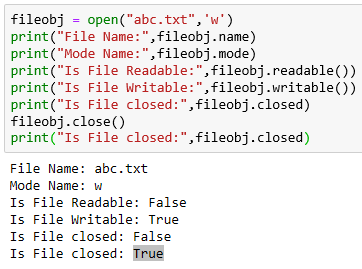 fileobj = open("abc.txt",'w')
print("File Name:",fileobj.name)
print("Mode Name:",fileobj.mode)
print("Is File Readable:",fileobj.readable())
print("Is File Writable:",fileobj.writable())
print("Is File closed:",fileobj.closed)
fileobj.close()
print("Is File closed:",fileobj.closed)
File Name: abc.txt
Mode Name: w
Is File Readable: False
Is File Writable: True
Is File closed: False
Is File closed: True